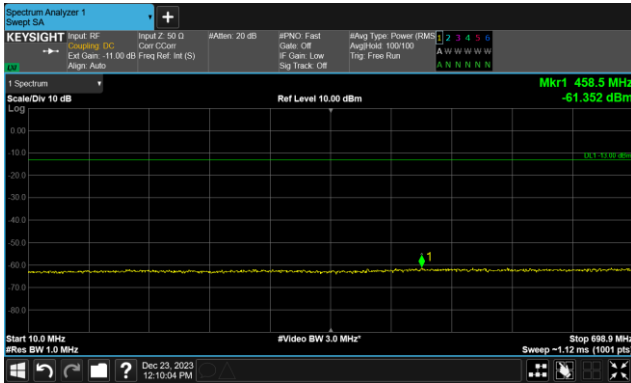 Spectrum Analyzer 1
Swept SA
KEYSIGHT Input: RF Input Z: 50 Ω #Atten: 20 dB #PNO: Fast #Avg Type: Power (RMS 1 2 3 4 5 6
Coupling: DC Corr CCorr Gate: Off Avg|Hold: 100/100 A W W W W W
Ext Gain: -11.00 dB Freq Ref: Int (S) IF Gain: Low Trig: Free Run
LU Align: Auto Sig Track: Off A N N N N N
1 Spectrum
Mkr1 458.5 MHz
Scale/Div 10 dB Ref Level 10.00 dBm -61.352 dBm
Log
0.00
-10.0
DL1 -13.00 dBm
-20.0
-30.0
-40.0
-50.0
1
-60.0
-70.0
-80.0
Start 10.0 MHz #Video BW 3.0 MHz* Stop 698.9 MHz
#Res BW 1.0 MHz Sweep ~1.12 ms (1001 pts)
? Dec 23, 2023
12:10:04 PM